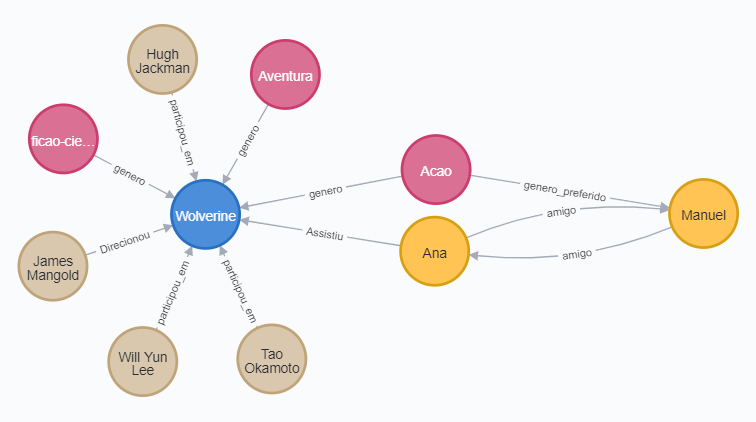 Hugh
Jackman
Aventura
participou_em
genero
ficao-cie...
genero
Acao
genero
genero_preferido
Wolverine
Manuel
amigo
Assistiu
Direcionou
Ana
amigo
James
Mangold
participou_em
participou_em
Will Yun
Lee
Tao
Okamoto